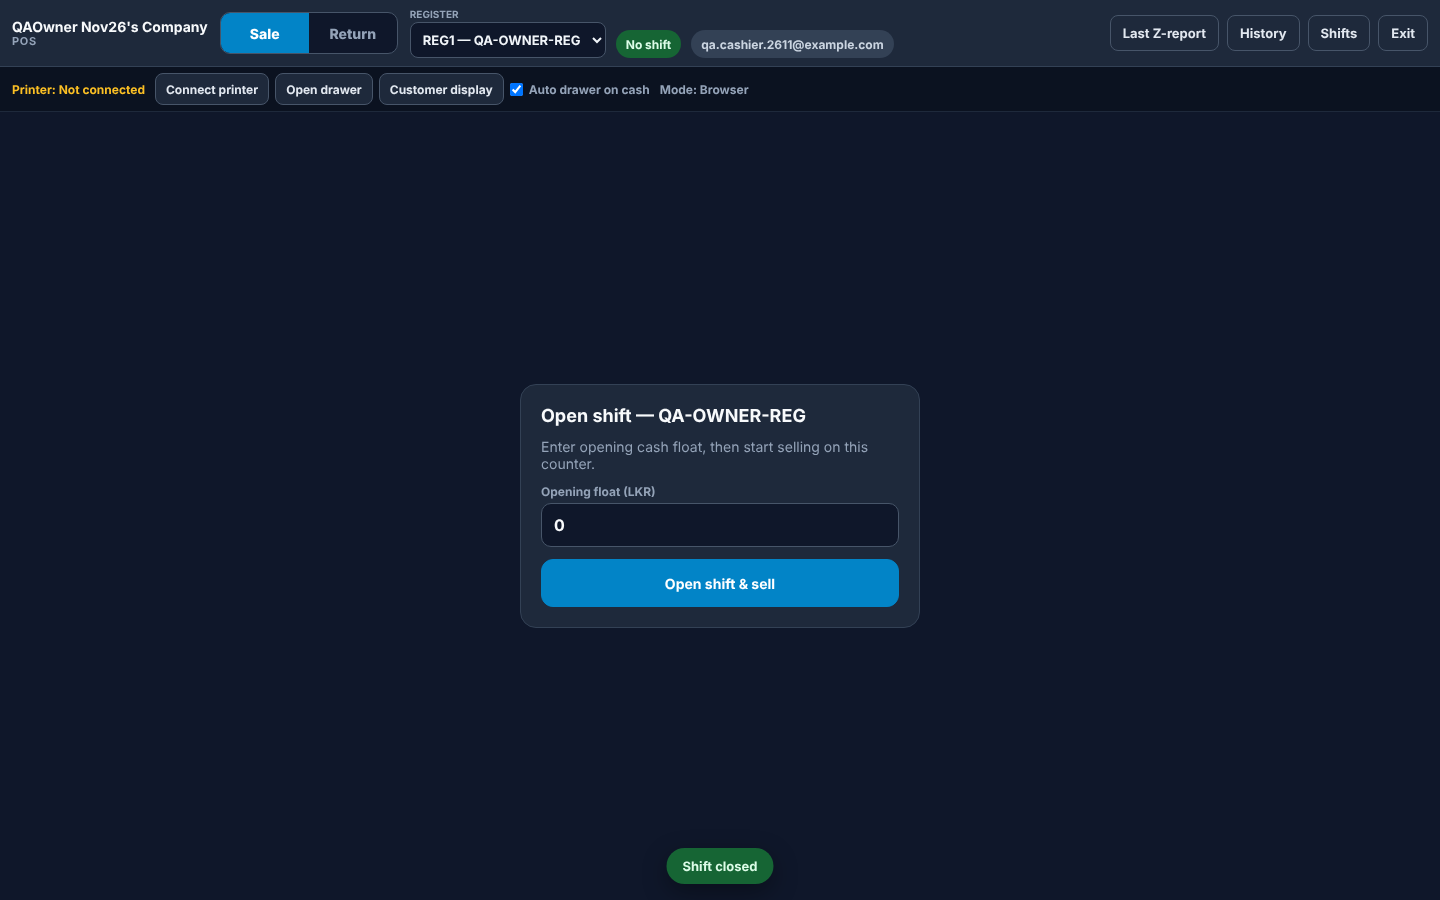 QAOwner Nov26's Company
POS
Sale
Return
REGISTER
REG1 — QA-OWNER-REG
No shift
qa.cashier.2611@example.com
Last Z-report
History
Shifts
Exit
Printer: Not connected
Connect printer
Open drawer
Customer display
Auto drawer on cash
Mode: Browser
Open shift — QA-OWNER-REG
Enter opening cash float, then start selling on this
counter.
Opening float (LKR)
0
Open shift & sell
Shift closed